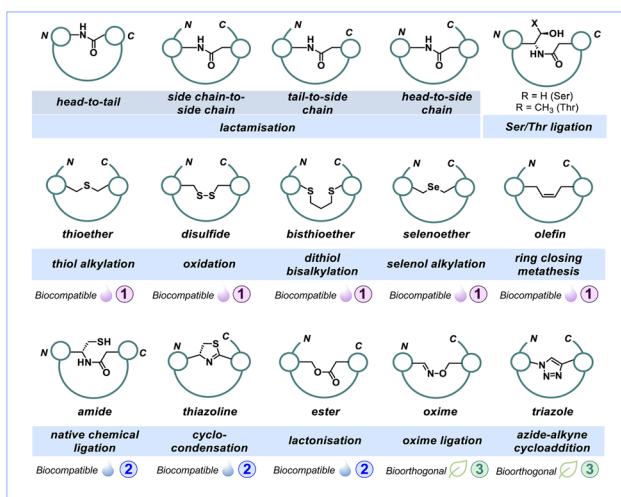 N H N O C
N H N O C
N H N O C
N H N O C
N X OH HN O C
head-to-tail
side chain-to-
side chain
tail-to-side
chain
head-to-side
chain
R = H (Ser)
R = CH₃ (Thr)
lactamisation
Ser/Thr ligation
N S C
N S-S C
N S S C
N Se C
N C
thioether
disulfide
bisthioether
selenoether
olefin
thiol alkylation
oxidation
dithiol
bisalkylation
selenol alkylation
ring closing
metathesis
Biocompatible 1
Biocompatible 1
Biocompatible 1
Biocompatible 1
Biocompatible 1
N SH HN O C
N S N C
N O O C
N N O C
N N N=N C
amide
thiazoline
ester
oxime
triazole
native chemical
ligation
cyclo-
condensation
lactonisation
oxime ligation
azide-alkyne
cycloaddition
Biocompatible 2
Biocompatible 2
Biocompatible 2
Bioorthogonal 3
Bioorthogonal 3